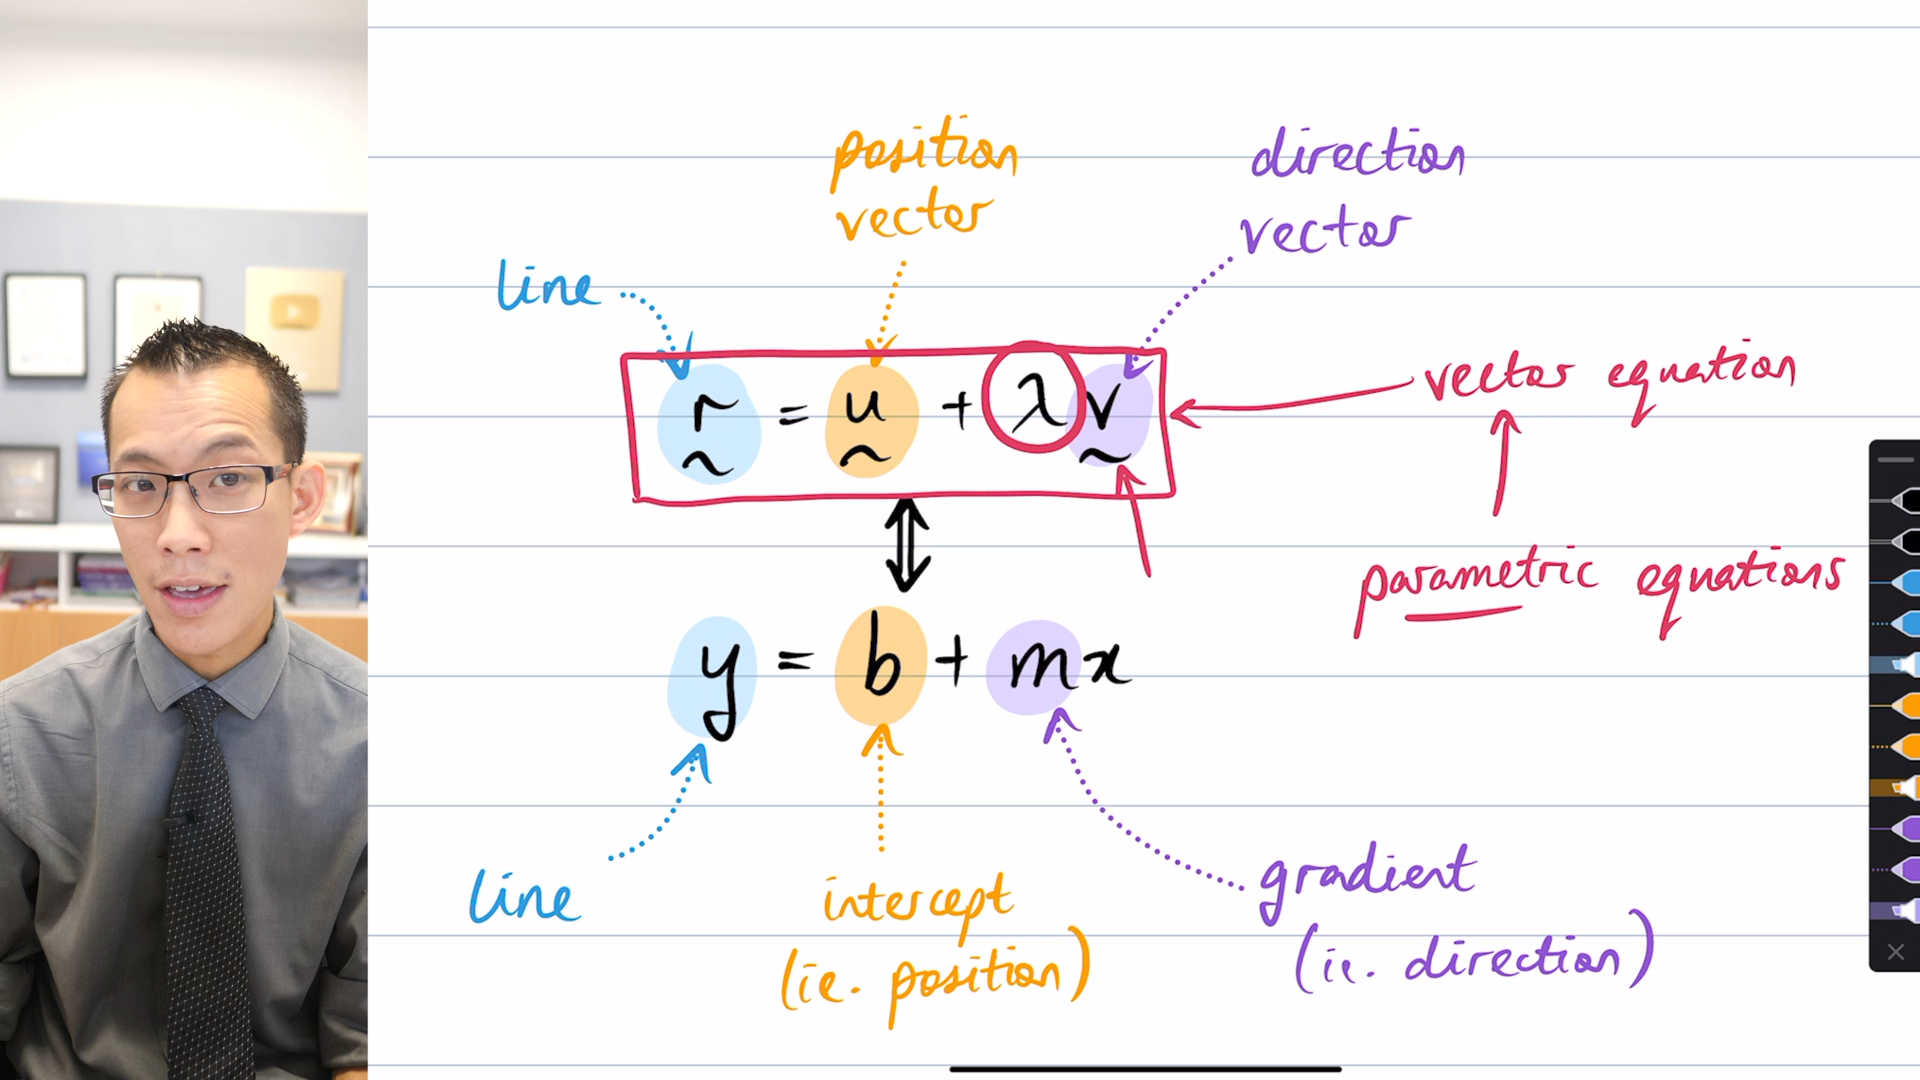 position
vector
direction
vector
line
r = u + λv
~ ~ ~
vector equation
parametric equations
y = b + mx
line
intercept
(ie. position)
gradient
(ie. direction)